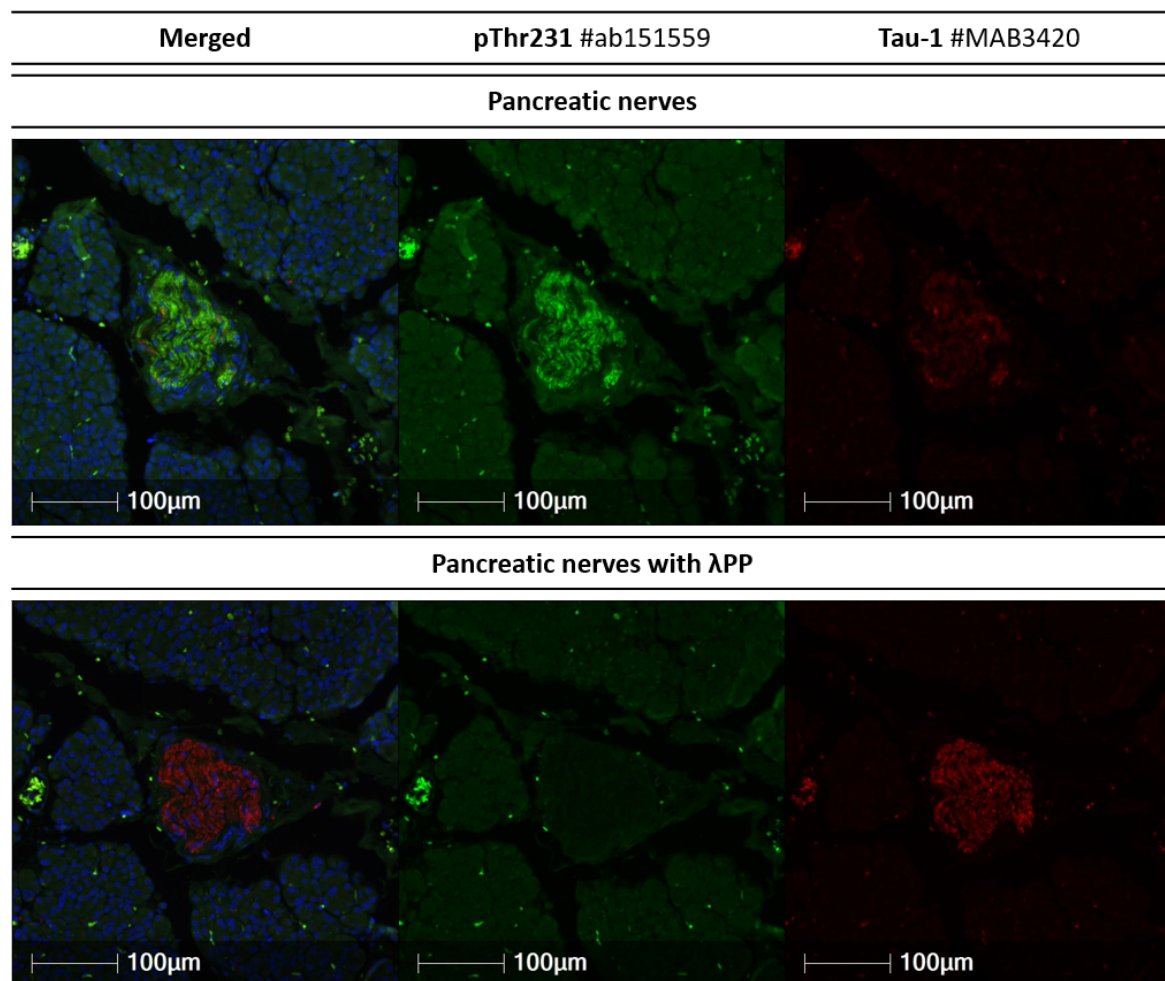 Merged pThr231 #ab151559 Tau-1 #MAB3420
Pancreatic nerves
100µm 100µm 100µm
Pancreatic nerves with λPP
100µm 100µm 100µm